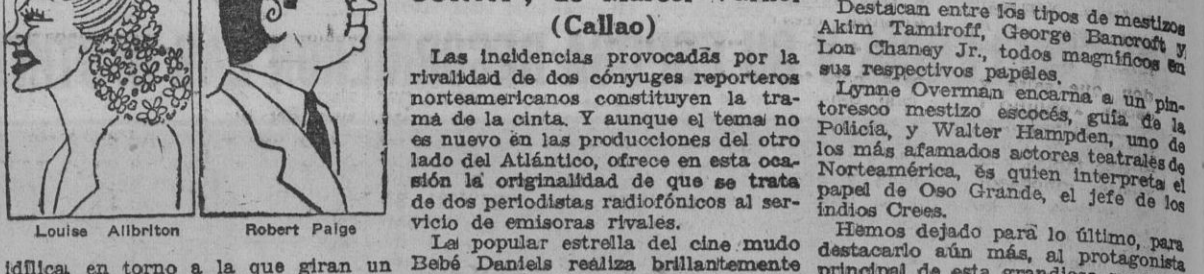 Louise Allbriton
Robert Paige
idílica en torno a la que giran un
(Callao)
Las incidencias provocadas por la
rivalidad de dos cónyuges reporteros
norteamericanos constituyen la tra-
ma de la cinta. Y aunque el tema no
es nuevo en las producciones del otro
lado del Atlántico, ofrece en esta oca-
sión la originalidad de que se trata
de dos periodistas radiofónicos al ser-
vicio de emisoras rivales.
La popular estrella del cine mudo
Bebé Daniels realiza brillantemente
Destacan entre los tipos de mestizos
Akim Tamiroff, George Bancroft y
Lon Chaney Jr., todos magníficos en
sus respectivos papeles.
Lynne Overman encarna a un pin-
toresco mestizo escocés, guía de la
Policía, y Walter Hampden, uno de
los más afamados actores teatrales de
Norteamérica, es quien interpreta el
papel de Oso Grande, el jefe de los
indios Crees.
Hemos dejado para lo último, para
destacarlo aún más, al protagonista
principal de esta